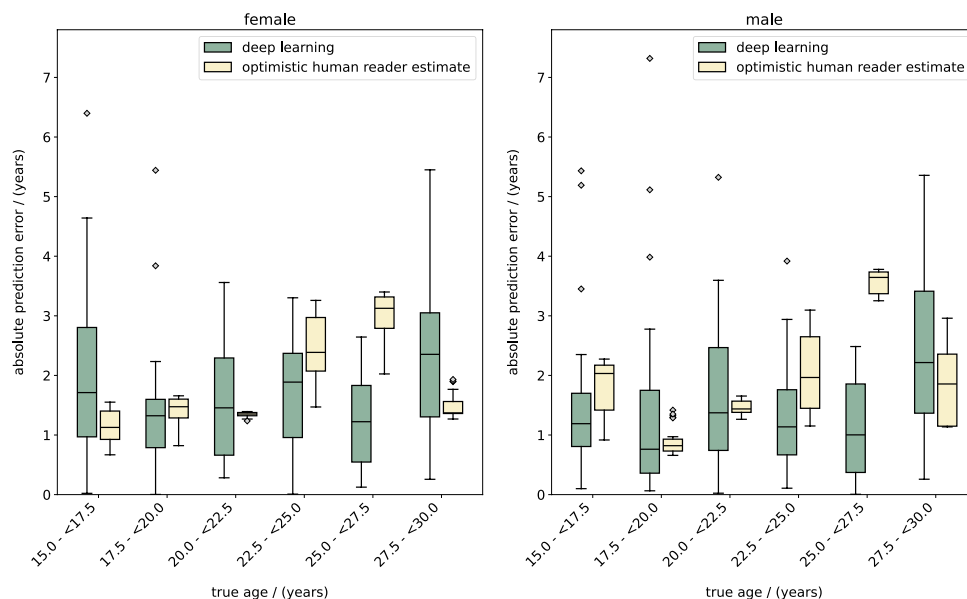 female
deep learning
optimistic human reader estimate
absolute prediction error / (years)
7
6
5
4
3
2
1
0
15.0 - <17.5
17.5 - <20.0
20.0 - <22.5
22.5 - <25.0
25.0 - <27.5
27.5 - <30.0
true age / (years)
male
deep learning
optimistic human reader estimate
absolute prediction error / (years)
7
6
5
4
3
2
1
0
15.0 - <17.5
17.5 - <20.0
20.0 - <22.5
22.5 - <25.0
25.0 - <27.5
27.5 - <30.0
true age / (years)